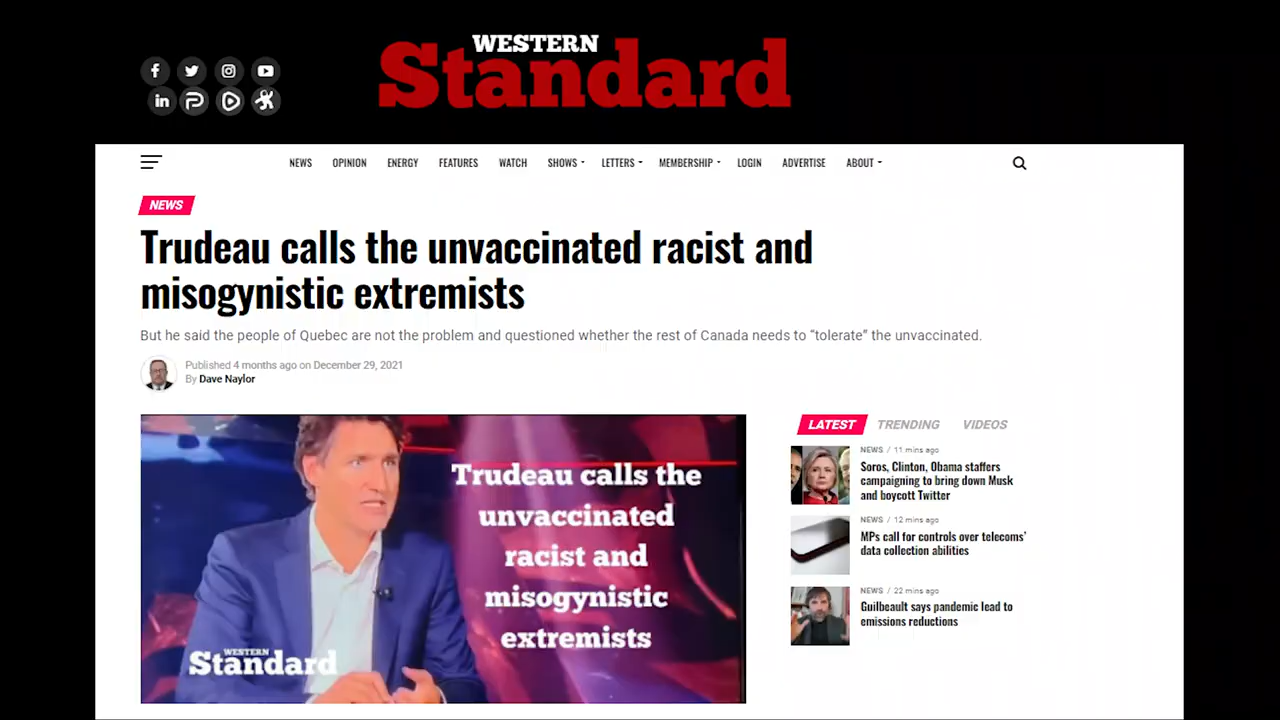 WESTERN
Standard
NEWS OPINION ENERGY FEATURES WATCH SHOWS LETTERS MEMBERSHIP LOGIN ADVERTISE ABOUT
NEWS
Trudeau calls the unvaccinated racist and
misogynistic extremists
But he said the people of Quebec are not the problem and questioned whether the rest of Canada needs to “tolerate” the unvaccinated.
Published 4 months ago on December 29, 2021
By Dave Naylor
Trudeau calls the
unvaccinated
racist and
misogynistic
extremists
WESTERN
Standard
LATEST TRENDING VIDEOS
NEWS / 11 mins ago
Soros, Clinton, Obama staffers
campaigning to bring down Musk
and boycott Twitter
NEWS / 12 mins ago
MPs call for controls over telecoms’
data collection abilities
NEWS / 22 mins ago
Guilbeault says pandemic lead to
emissions reductions